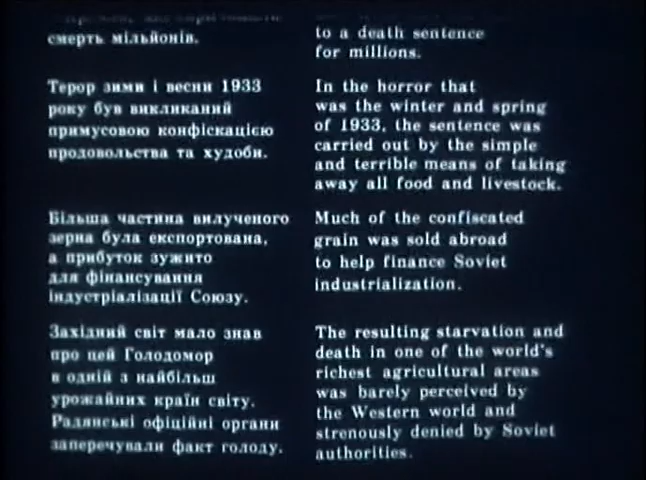 смерть мільйонів.
Терор зими і весни 1933
року був викликаний
примусовою конфіскацією
продовольства та худоби.
Більша частина вилученого
зерна була експортована,
а прибуток зужито
для фінансування
індустріалізації Союзу.
Західний світ мало знав
про цей Голодомор
в одній з найбільш
урожайних країн світу.
Радянські офіційні органи
заперечували факт голоду.
to a death sentence
for millions.
In the horror that
was the winter and spring
of 1933, the sentence was
carried out by the simple
and terrible means of taking
away all food and livestock.
Much of the confiscated
grain was sold abroad
to help finance Soviet
industrialization.
The resulting starvation and
death in one of the world's
richest agricultural areas
was barely perceived by
the Western world and
strenously denied by Soviet
authorities.